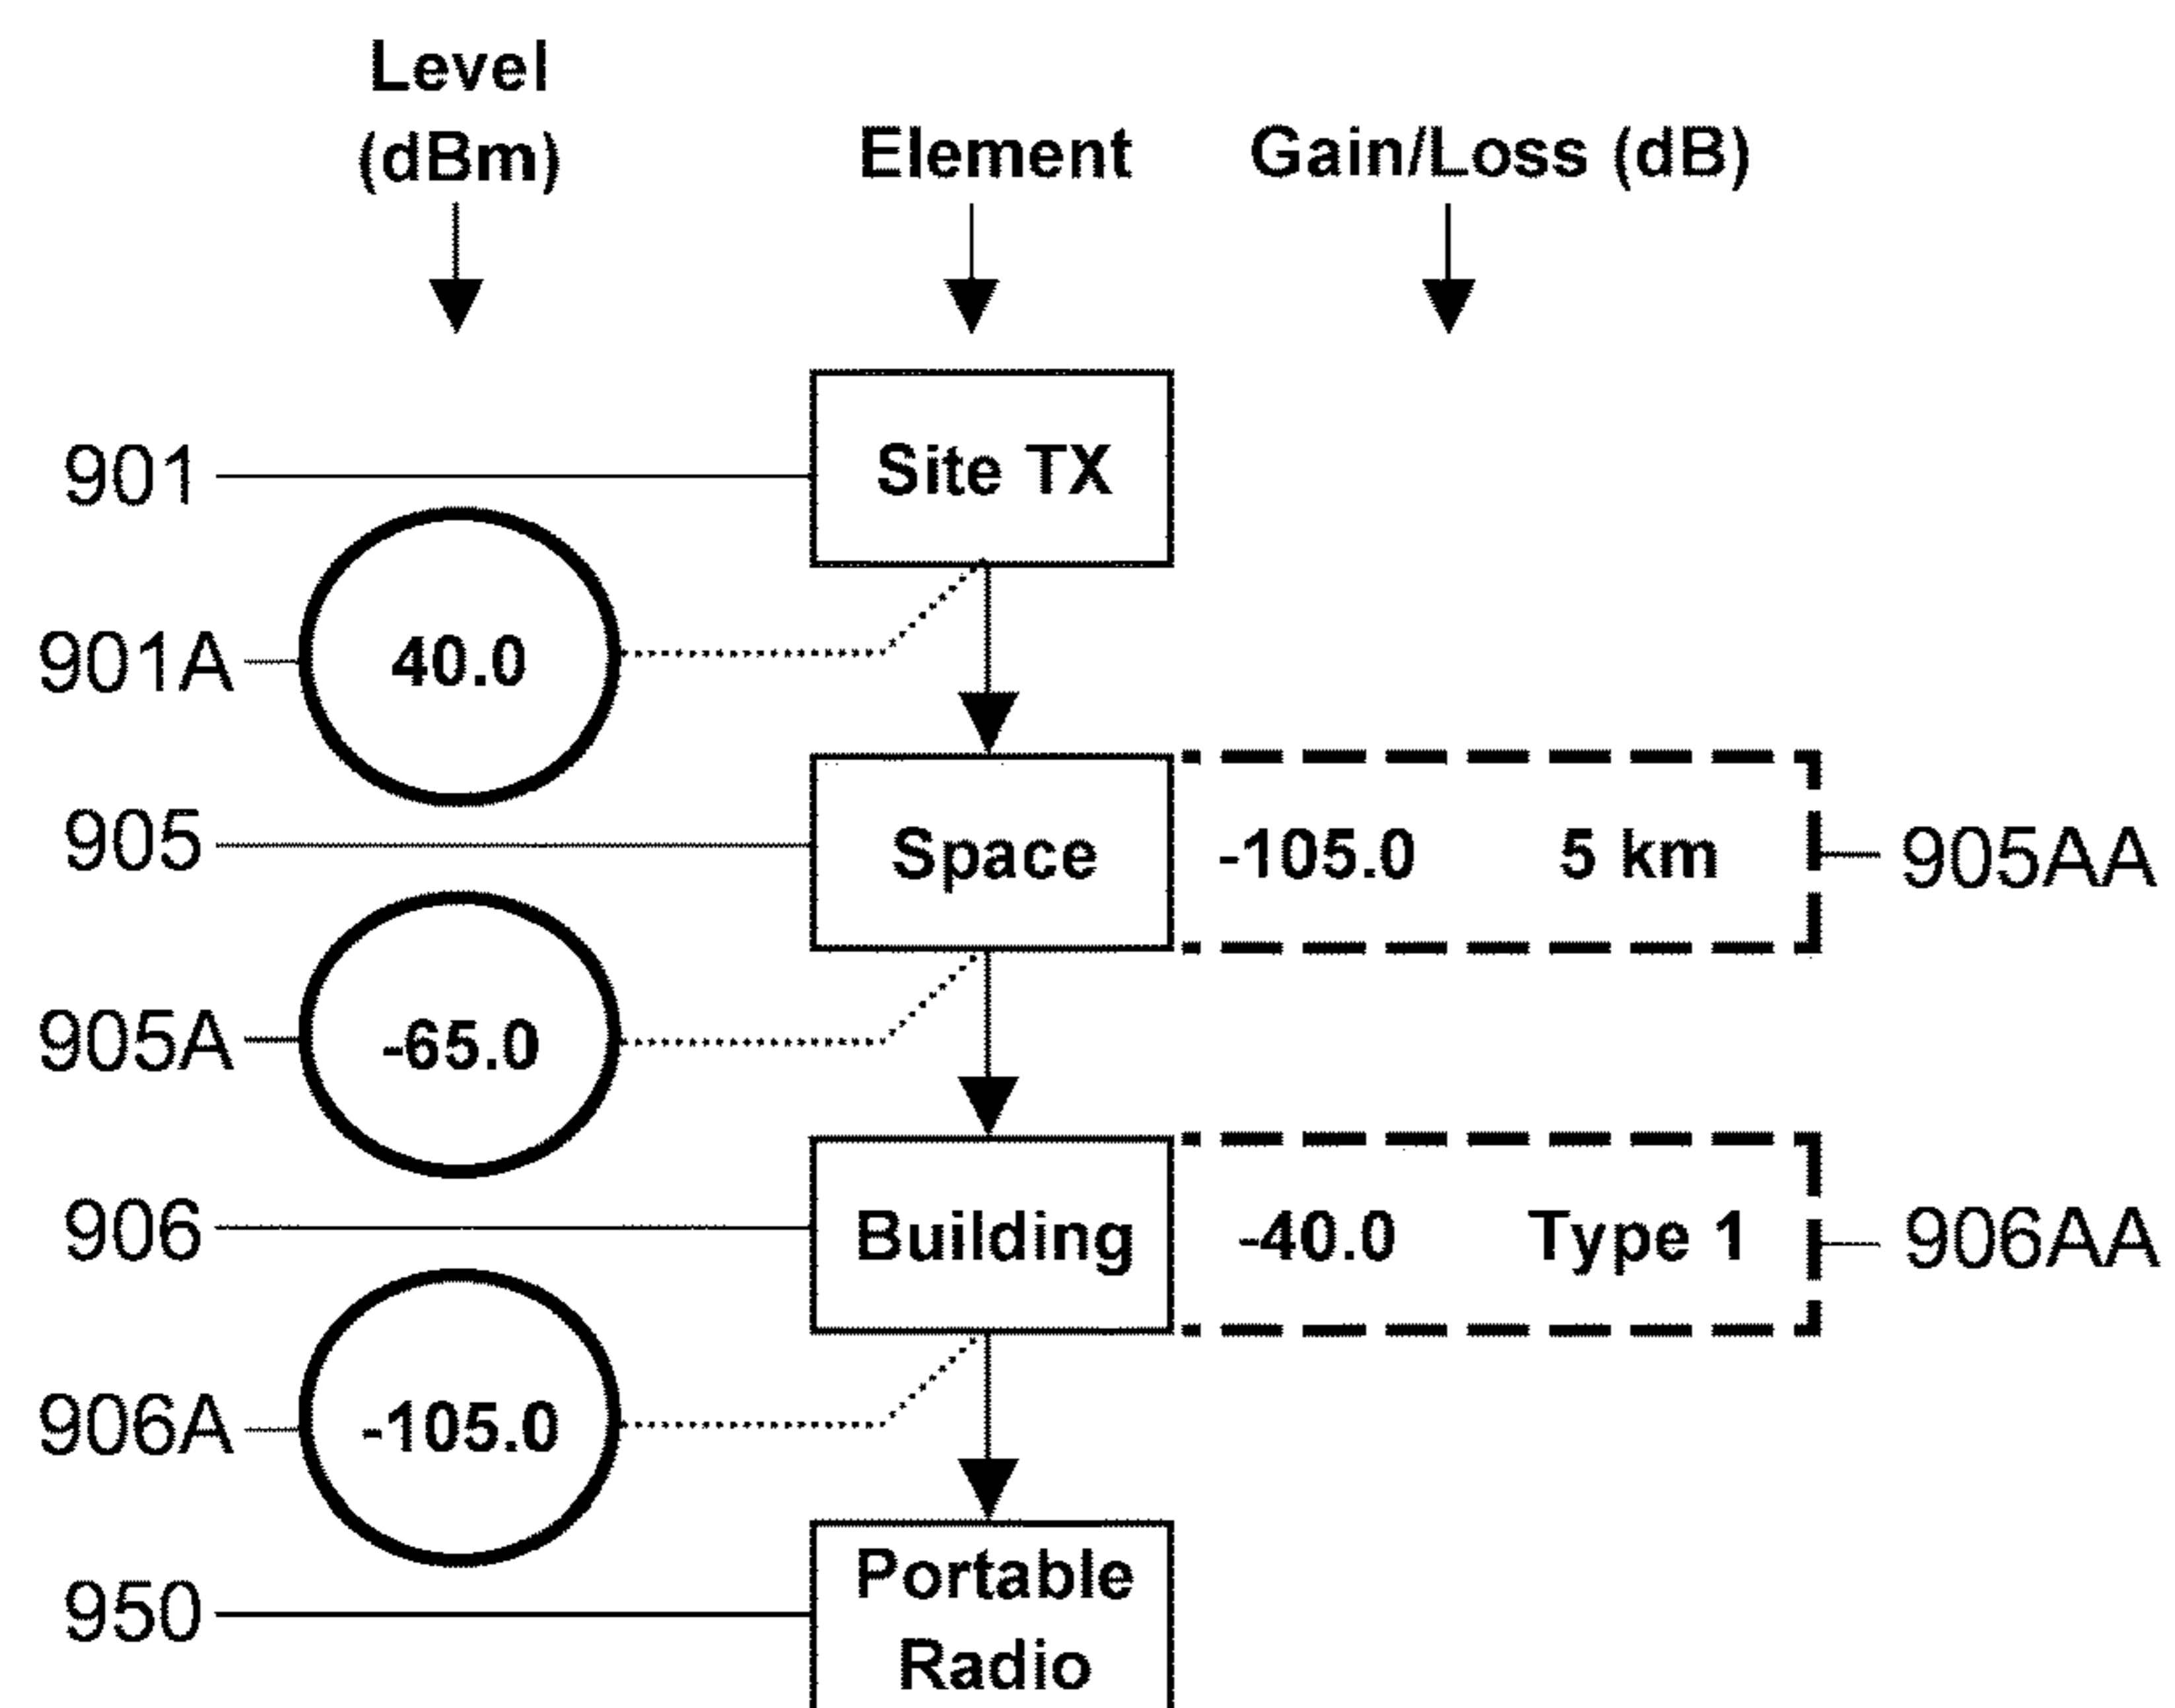 Level
(dBm)
Element
Gain/Loss (dB)
901
Site TX
901A
40.0
905
Space
-105.0
5 km
905AA
905A
-65.0
906
Building
-40.0
Type 1
906AA
906A
-105.0
950
Portable
Radio